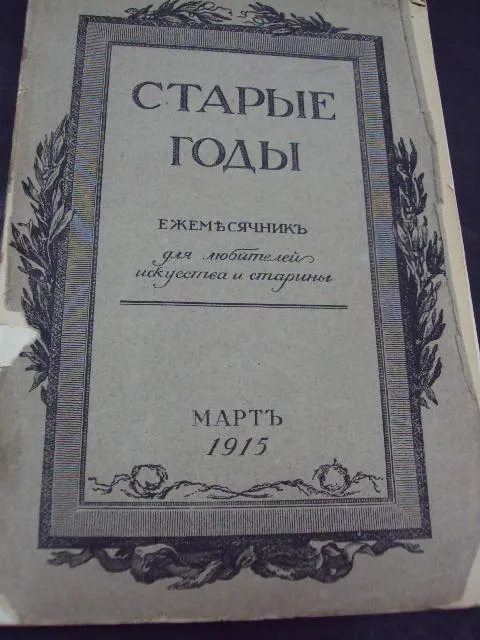 СТАРЫЕ
ГОДЫ
ЕЖЕМѢСЯЧНИКЪ
для любителей
искусства и старины
МАРТЪ
1915